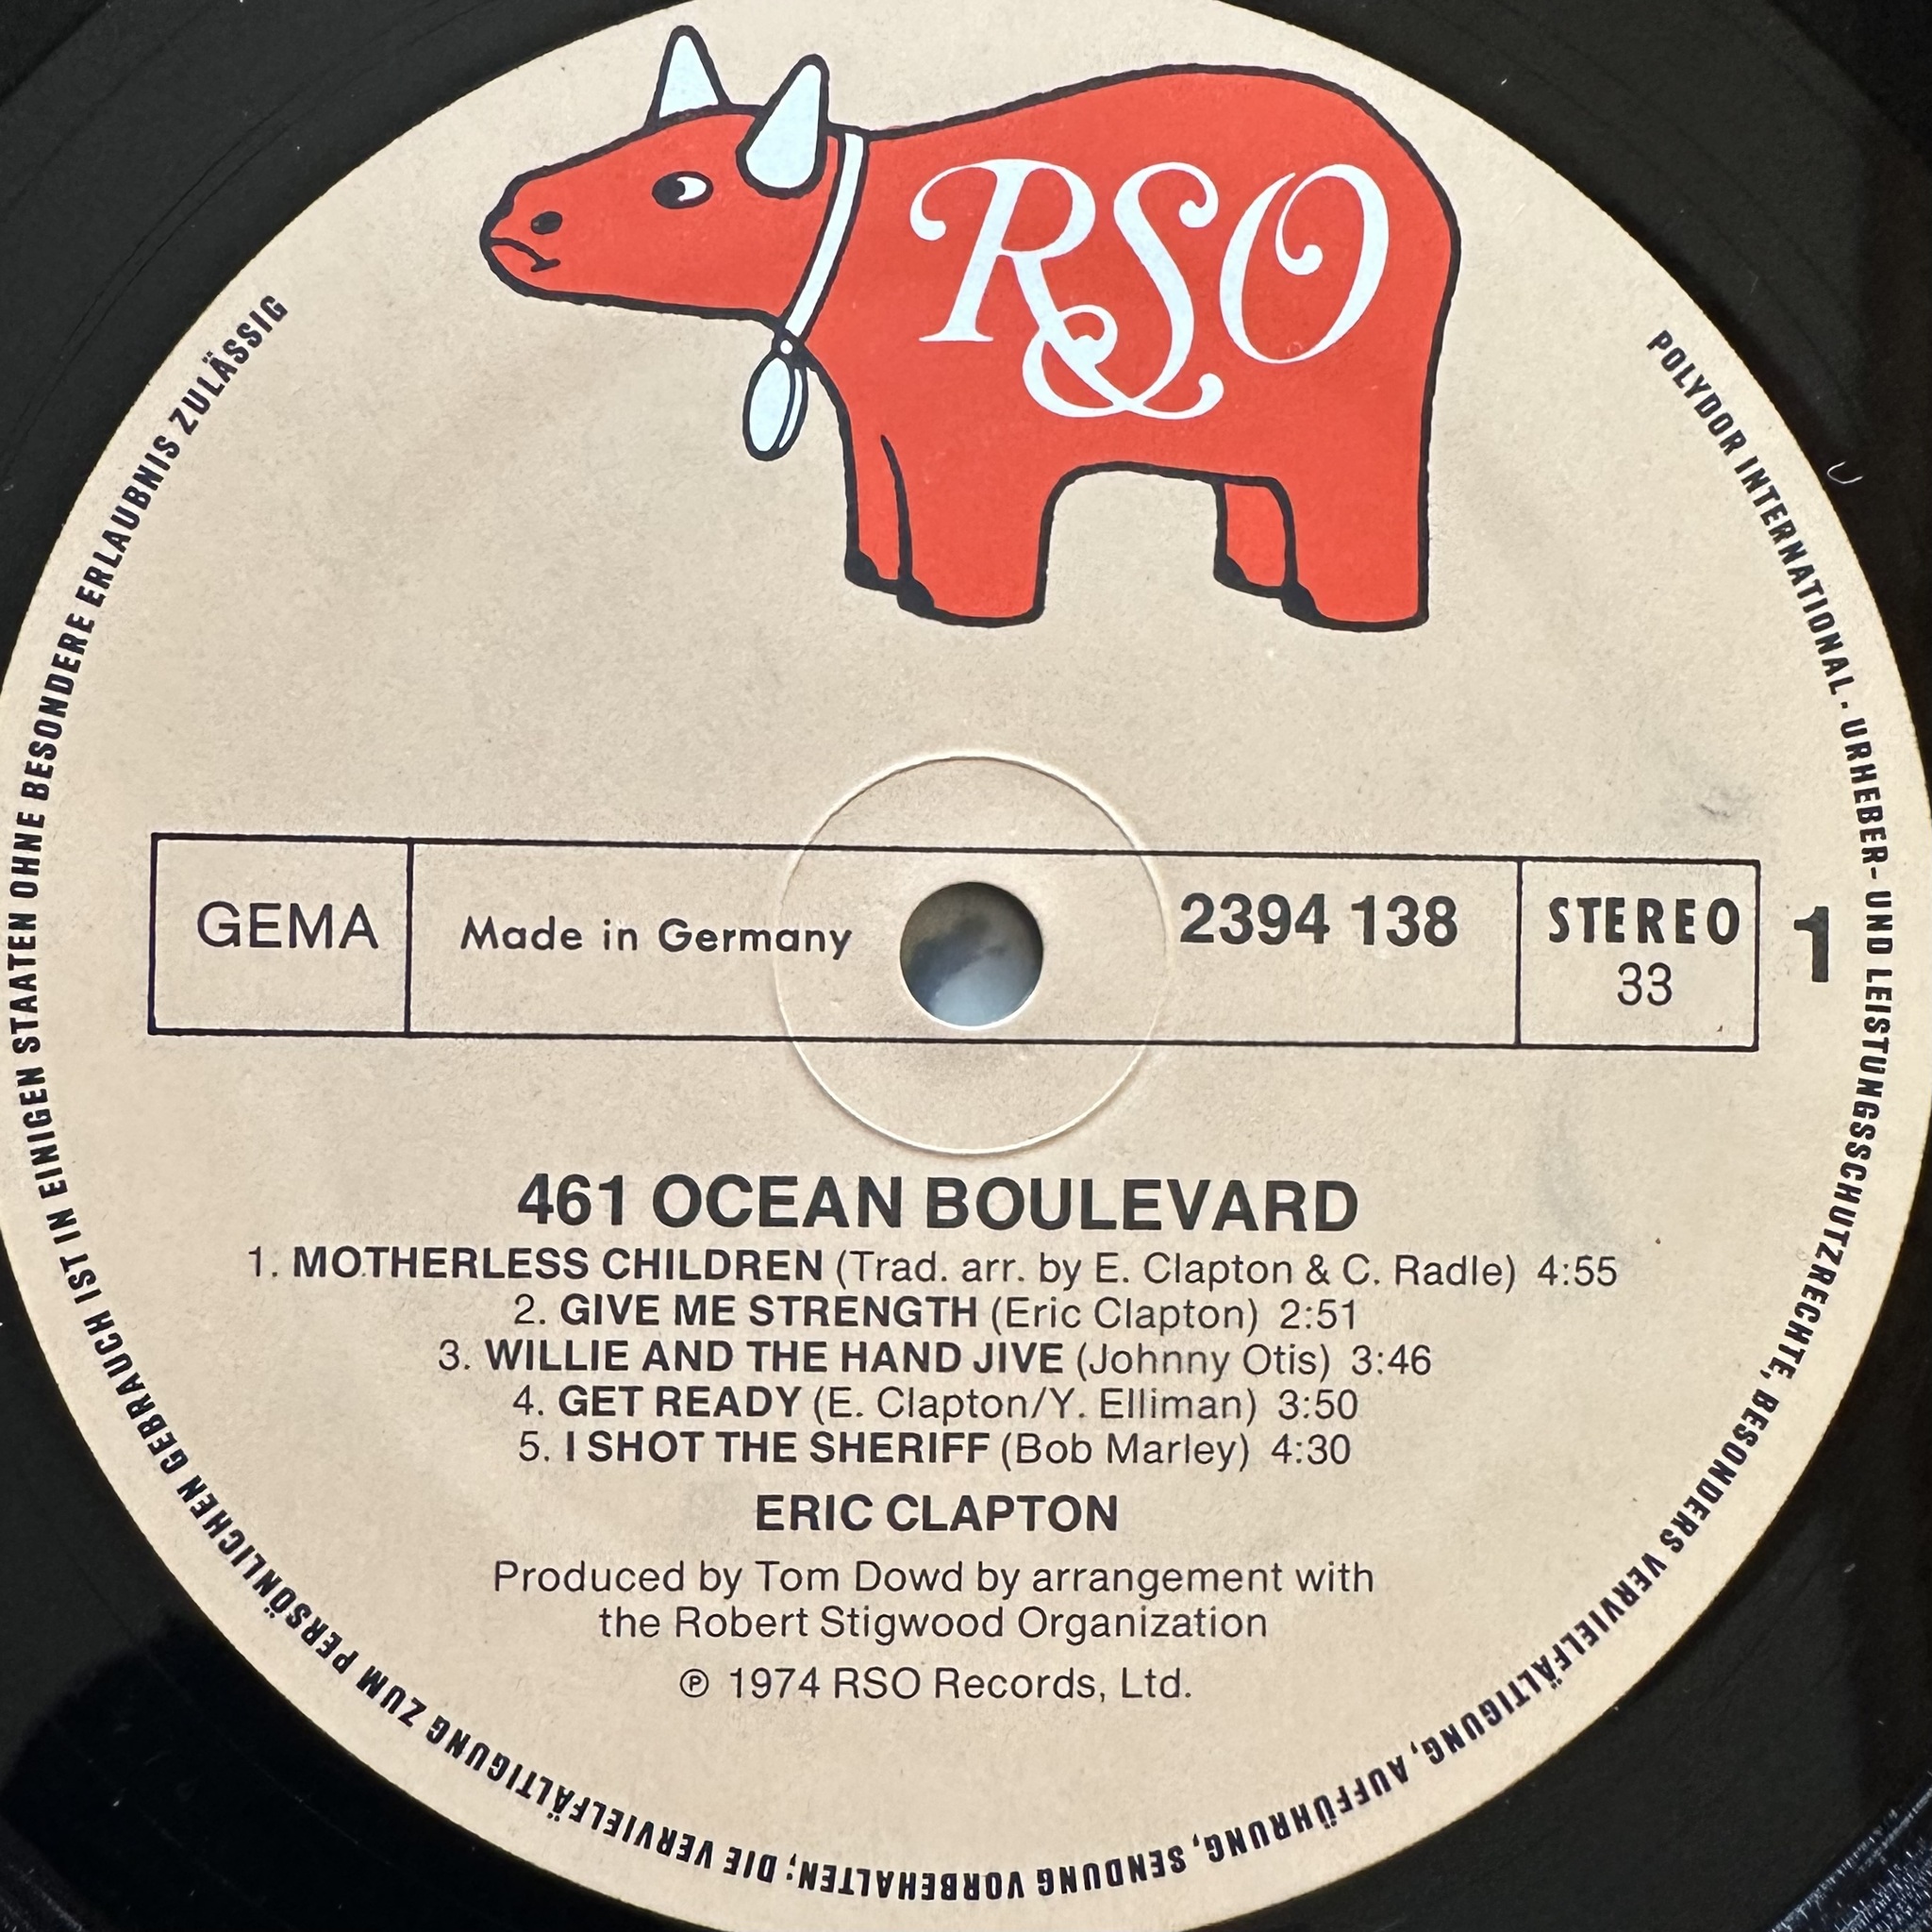 RSO
POLYDOR INTERNATIONAL - URHEBER- UND LEISTUNGSSCHUTZRECHTE, BESONDERS VERVIELFÄLTIGUNG, AUFFÜHRUNG, SENDUNG VORBEHALTEN; DIE VERVIELFÄLTIGUNG ZUM PERSÖNLICHEN GEBRAUCH IST IN EINIGEN STAATEN OHNE BESONDERE ERLAUBNIS ZULÄSSIG
GEMA
Made in Germany
2394 138
STEREO
33
1
461 OCEAN BOULEVARD
1. MOTHERLESS CHILDREN (Trad. arr. by E. Clapton & C. Radle) 4:55
2. GIVE ME STRENGTH (Eric Clapton) 2:51
3. WILLIE AND THE HAND JIVE (Johnny Otis) 3:46
4. GET READY (E. Clapton/Y. Elliman) 3:50
5. I SHOT THE SHERIFF (Bob Marley) 4:30
ERIC CLAPTON
Produced by Tom Dowd by arrangement with
the Robert Stigwood Organization
℗ 1974 RSO Records, Ltd.